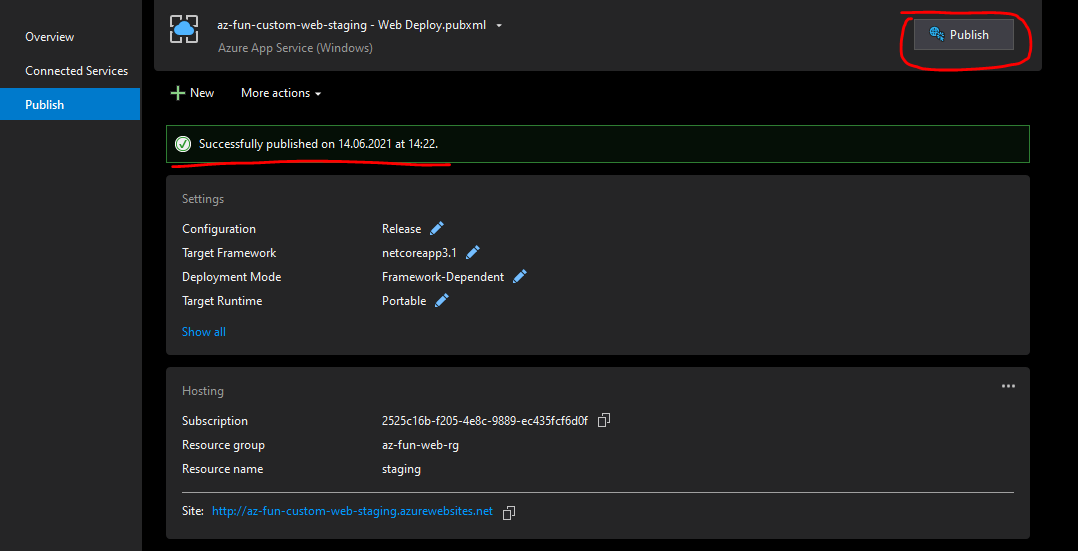 Overview
Connected Services
Publish
az-fun-custom-web-staging - Web Deploy.pubxml
Azure App Service (Windows)
Publish
New More actions
Successfully published on 14.06.2021 at 14:22.
Settings
Configuration Release
Target Framework netcoreapp3.1
Deployment Mode Framework-Dependent
Target Runtime Portable
Show all
Hosting
Subscription 2525c16b-f205-4e8c-9889-ec435fcf6d0f
Resource group az-fun-web-rg
Resource name staging
Site: http://az-fun-custom-web-staging.azurewebsites.net